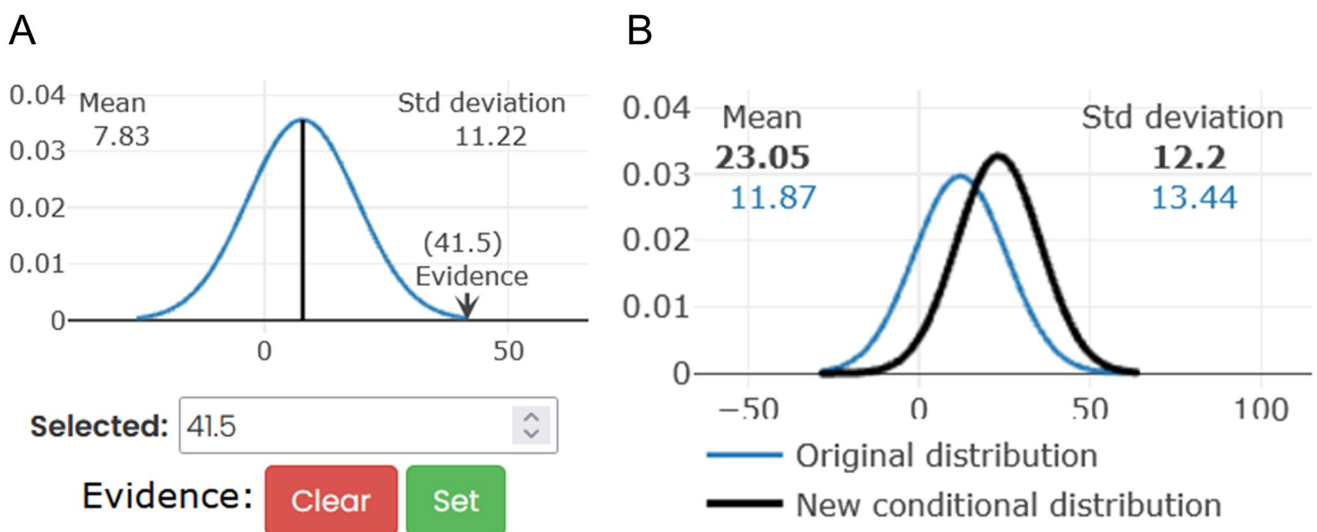 A
0.04
Mean
7.83
Std deviation
11.22
0.03
0.02
(41.5)
Evidence
0.01
0
0
50
Selected: 41.5
Evidence: Clear Set
B
0.04
Mean
23.05
11.87
Std deviation
12.2
13.44
0.03
0.02
0.01
0
−50 0 50 100
Original distribution
New conditional distribution